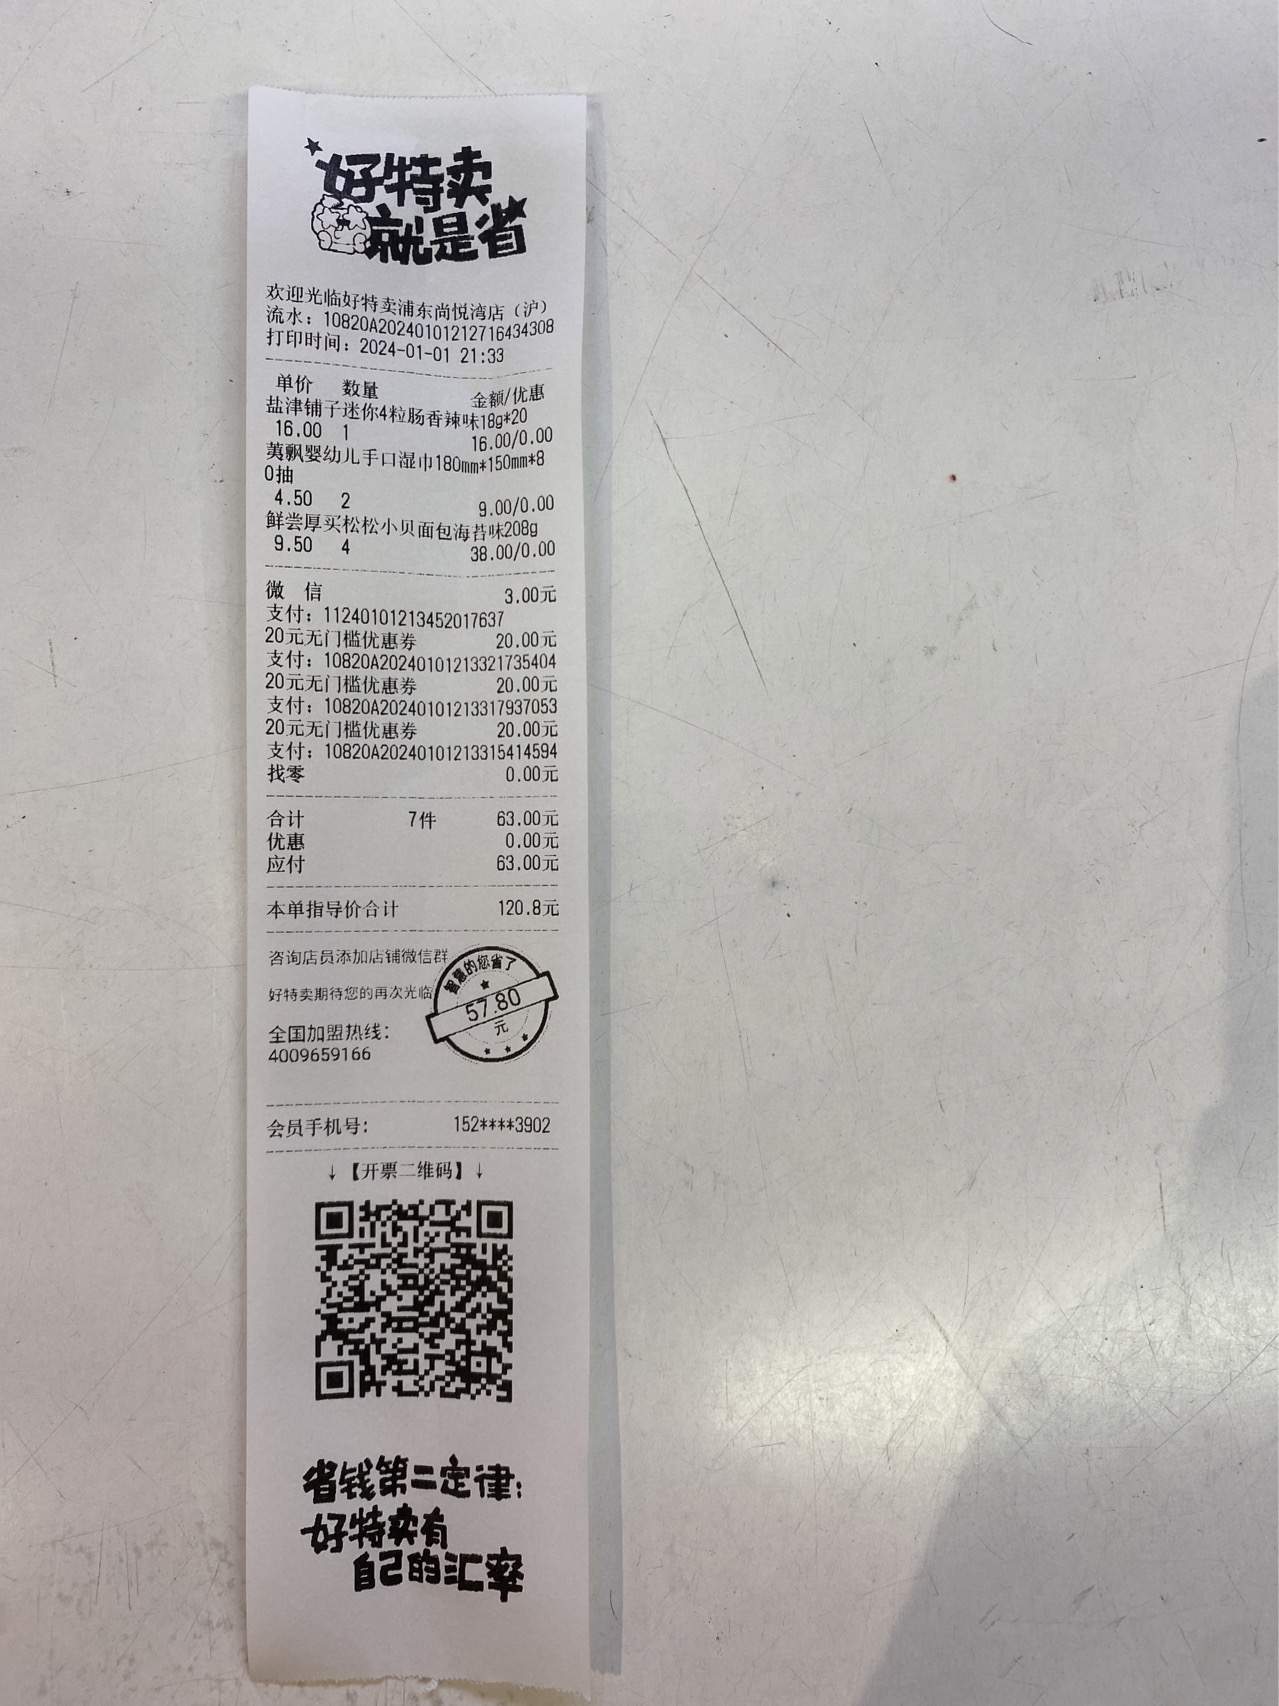 好特卖
就是省
欢迎光临好特卖浦东尚悦湾店（沪）
流水：10820A20240101212716434308
打印时间：2024-01-01 21:33
单价 数量 金额/优惠
盐津铺子迷你4粒肠香辣味18g*20
16.00 1 16.00/0.00
萬飘婴幼儿手口湿巾180mm*150mm*8
0抽
4.50 2 9.00/0.00
鲜尝厚买松松小贝面包海苔味208g
9.50 4 38.00/0.00
微 信 3.00元
支付：11240101213452017637
20元无门槛优惠券 20.00元
支付：10820A20240101213321735404
20元无门槛优惠券 20.00元
支付：10820A20240101213317937053
20元无门槛优惠券 20.00元
支付：10820A20240101213315414594
找零 0.00元
合计 7件 63.00元
优惠 0.00元
应付 63.00元
本单指导价合计 120.8元
咨询店员添加店铺微信群
好特卖期待您的再次光临
智慧的您省了
57.80
元
全国加盟热线：
4009659166
会员手机号： 152****3902
↓【开票二维码】↓
省钱第二定律：
好特卖有
自己的汇率